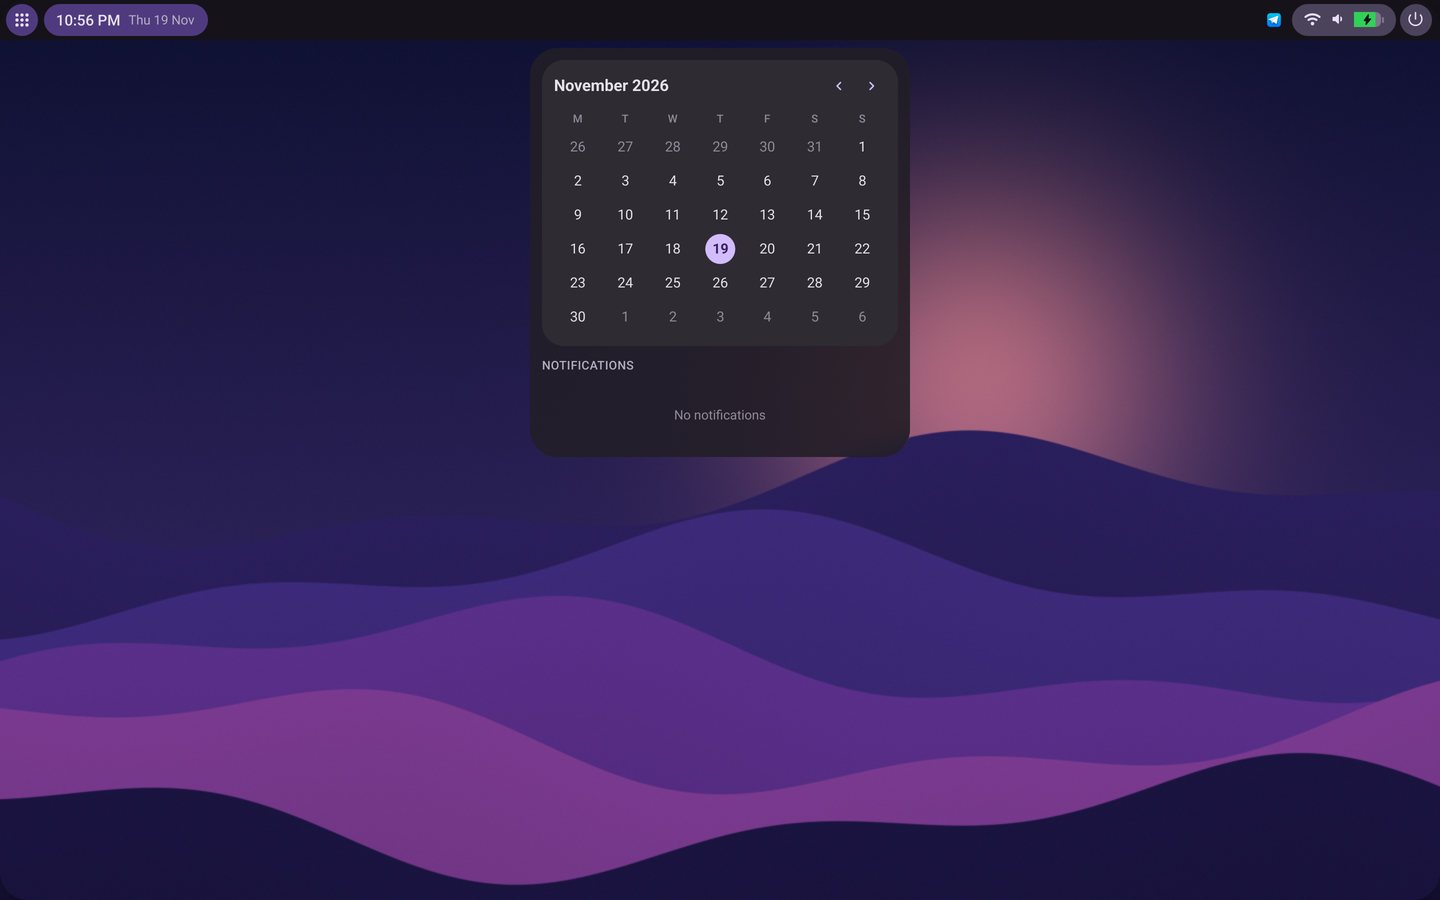 10:56 PM Thu 19 Nov
November 2026
M T W T F S S
26 27 28 29 30 31 1
2 3 4 5 6 7 8
9 10 11 12 13 14 15
16 17 18 19 20 21 22
23 24 25 26 27 28 29
30 1 2 3 4 5 6
NOTIFICATIONS
No notifications